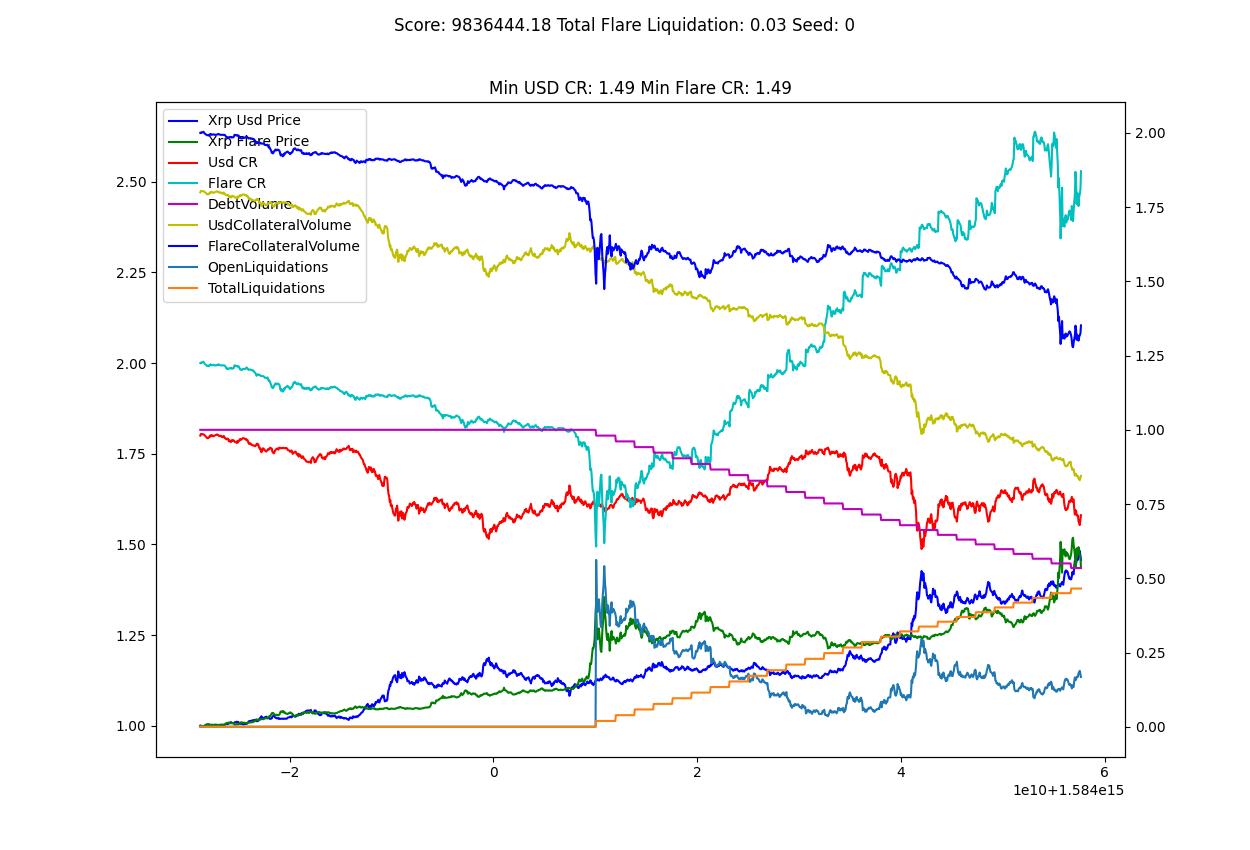 Score: 9836444.18 Total Flare Liquidation: 0.03 Seed: 0
Min USD CR: 1.49 Min Flare CR: 1.49
Xrp Usd Price
Xrp Flare Price
Usd CR
Flare CR
DebtVolume
UsdCollateralVolume
FlareCollateralVolume
OpenLiquidations
TotalLiquidations
2.50
2.25
2.00
1.75
1.50
1.25
1.00
2.00
1.75
1.50
1.25
1.00
0.75
0.50
0.25
0.00
−2 0 2 4 6
1e10+1.584e15